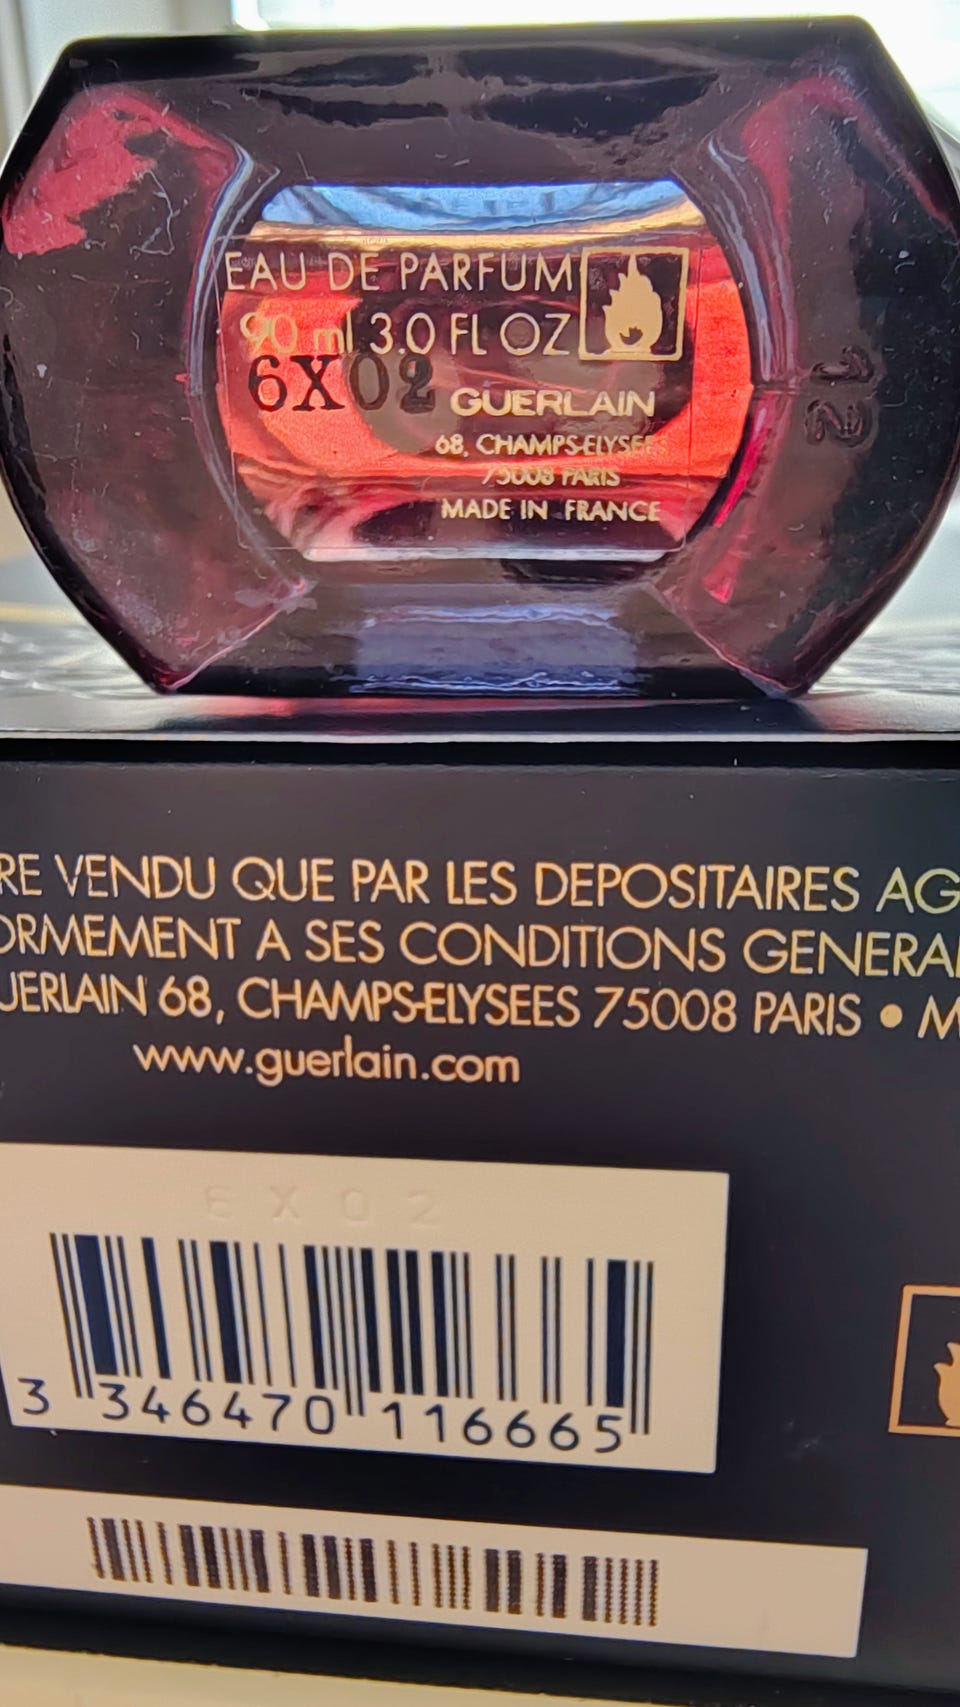 EAU DE PARFUM
90 ml 3.0 FL OZ
6X02
GUERLAIN
68, CHAMPS-ELYSEES
75008 PARIS
MADE IN FRANCE
12
RE VENDU QUE PAR LES DEPOSITAIRES AG
ORMEMENT A SES CONDITIONS GENERA
UERLAIN 68, CHAMPS-ELYSEES 75008 PARIS • M
www.guerlain.com
6X02
3 346470 116665